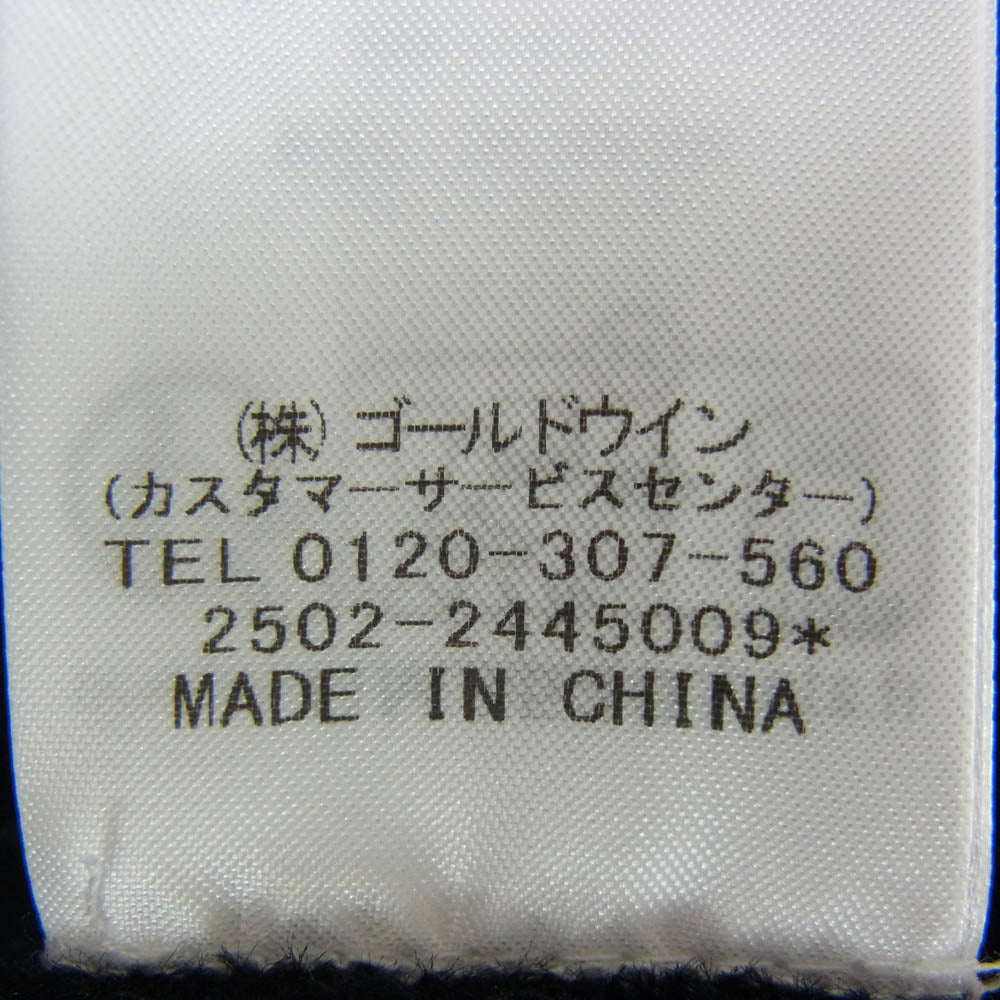 (株)ゴールドウイン
(カスタマーサービスセンター)
TEL 0120-307-560
2502-2445009*
MADE IN CHINA